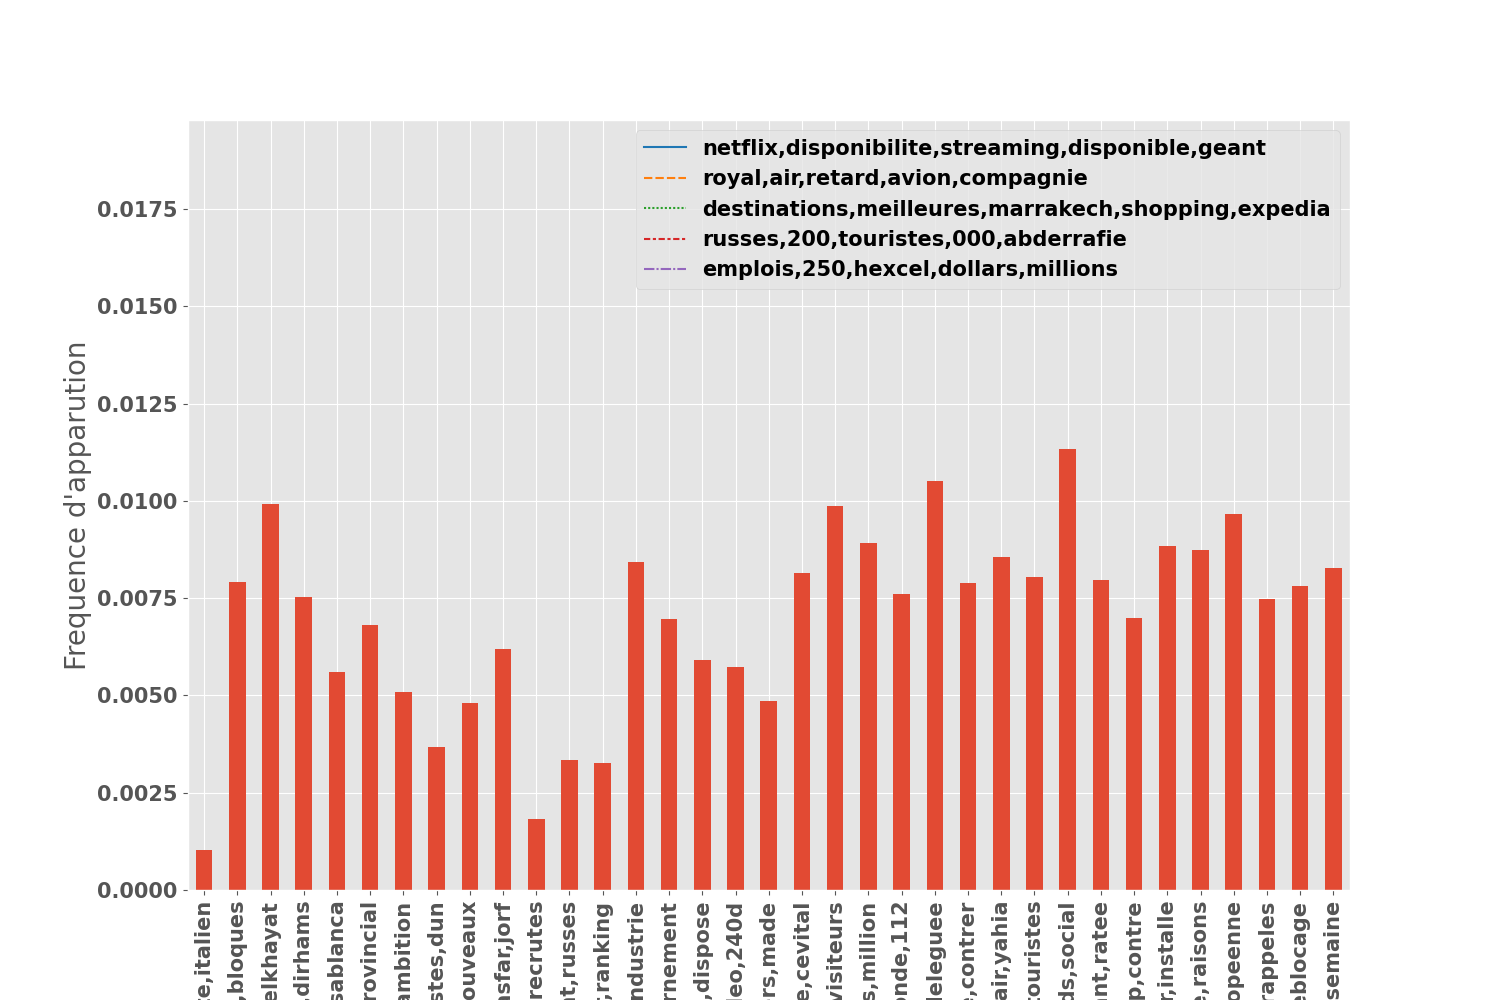 netflix,disponibilite,streaming,disponible,geant
royal,air,retard,avion,compagnie
destinations,meilleures,marrakech,shopping,expedia
russes,200,touristes,000,abderrafie
emplois,250,hexcel,dollars,millions
Frequence d'apparution
0.0175
0.0150
0.0125
0.0100
0.0075
0.0050
0.0025
0.0000
ce,italien
,bloques
elkhayat
,dirhams
sablanca
rovincial
ambition
stes,dun
ouveaux
sfar,jorf
recrutes
t,russes
,ranking
ndustrie
rnement
,dispose
leo,240d
rs,made
e,cevital
visiteurs
s,million
onde,112
deleguee
e,contrer
air,yahia
touristes
ds,social
ant,ratee
p,contre
r,installe
e,raisons
opeenne
rappeles
eblocage
semaine